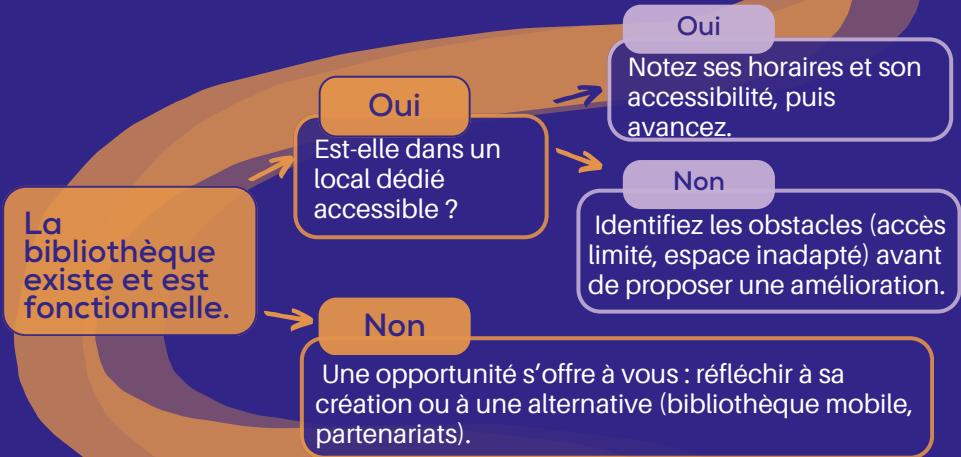 La
bibliothèque
existe et est
fonctionnelle.
Oui
Est-elle dans un
local dédié
accessible ?
Oui
Notez ses horaires et son
accessibilité, puis
avancez.
Non
Identifiez les obstacles (accès
limité, espace inadapté) avant
de proposer une amélioration.
Non
Une opportunité s’offre à vous : réfléchir à sa
création ou à une alternative (bibliothèque mobile,
partenariats).